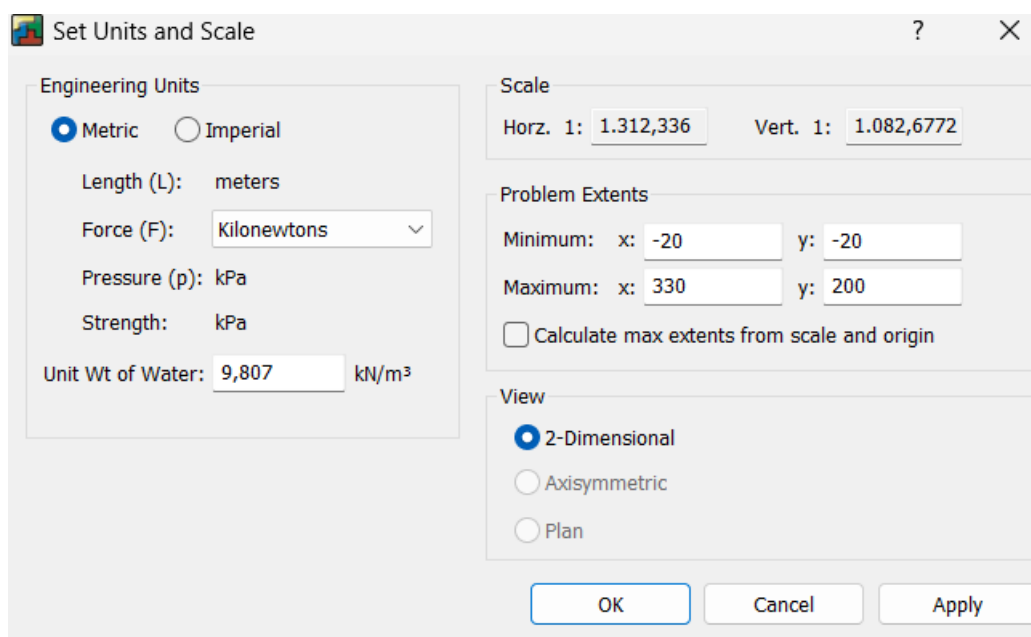 Set Units and Scale
?
Engineering Units
Metric Imperial
Length (L): meters
Force (F): Kilonewtons
Pressure (p): kPa
Strength: kPa
Unit Wt of Water: 9,807 kN/m³
Scale
Horz. 1: 1.312,336 Vert. 1: 1.082,6772
Problem Extents
Minimum: x: -20 y: -20
Maximum: x: 330 y: 200
Calculate max extents from scale and origin
View
2-Dimensional
Axisymmetric
Plan
OK Cancel Apply